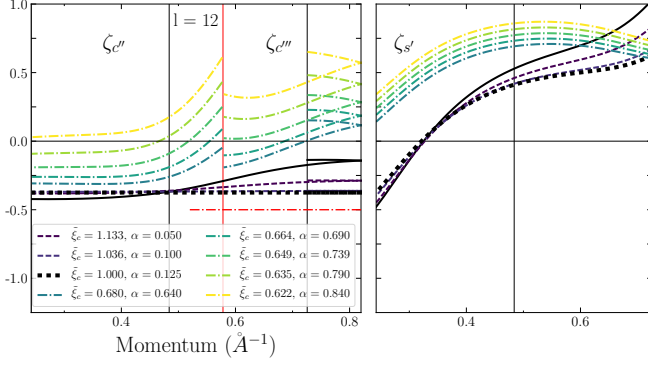 1.0
0.5
0.0
-0.5
-1.0
ζc′′
l = 12
ζc′′′
ζs′
ξ̃c = 1.133, α = 0.050
ξ̃c = 1.036, α = 0.100
ξ̃c = 1.000, α = 0.125
ξ̃c = 0.680, α = 0.640
ξ̃c = 0.664, α = 0.690
ξ̃c = 0.649, α = 0.739
ξ̃c = 0.635, α = 0.790
ξ̃c = 0.622, α = 0.840
0.4 0.6 0.8
0.4 0.6
Momentum (Å−1)